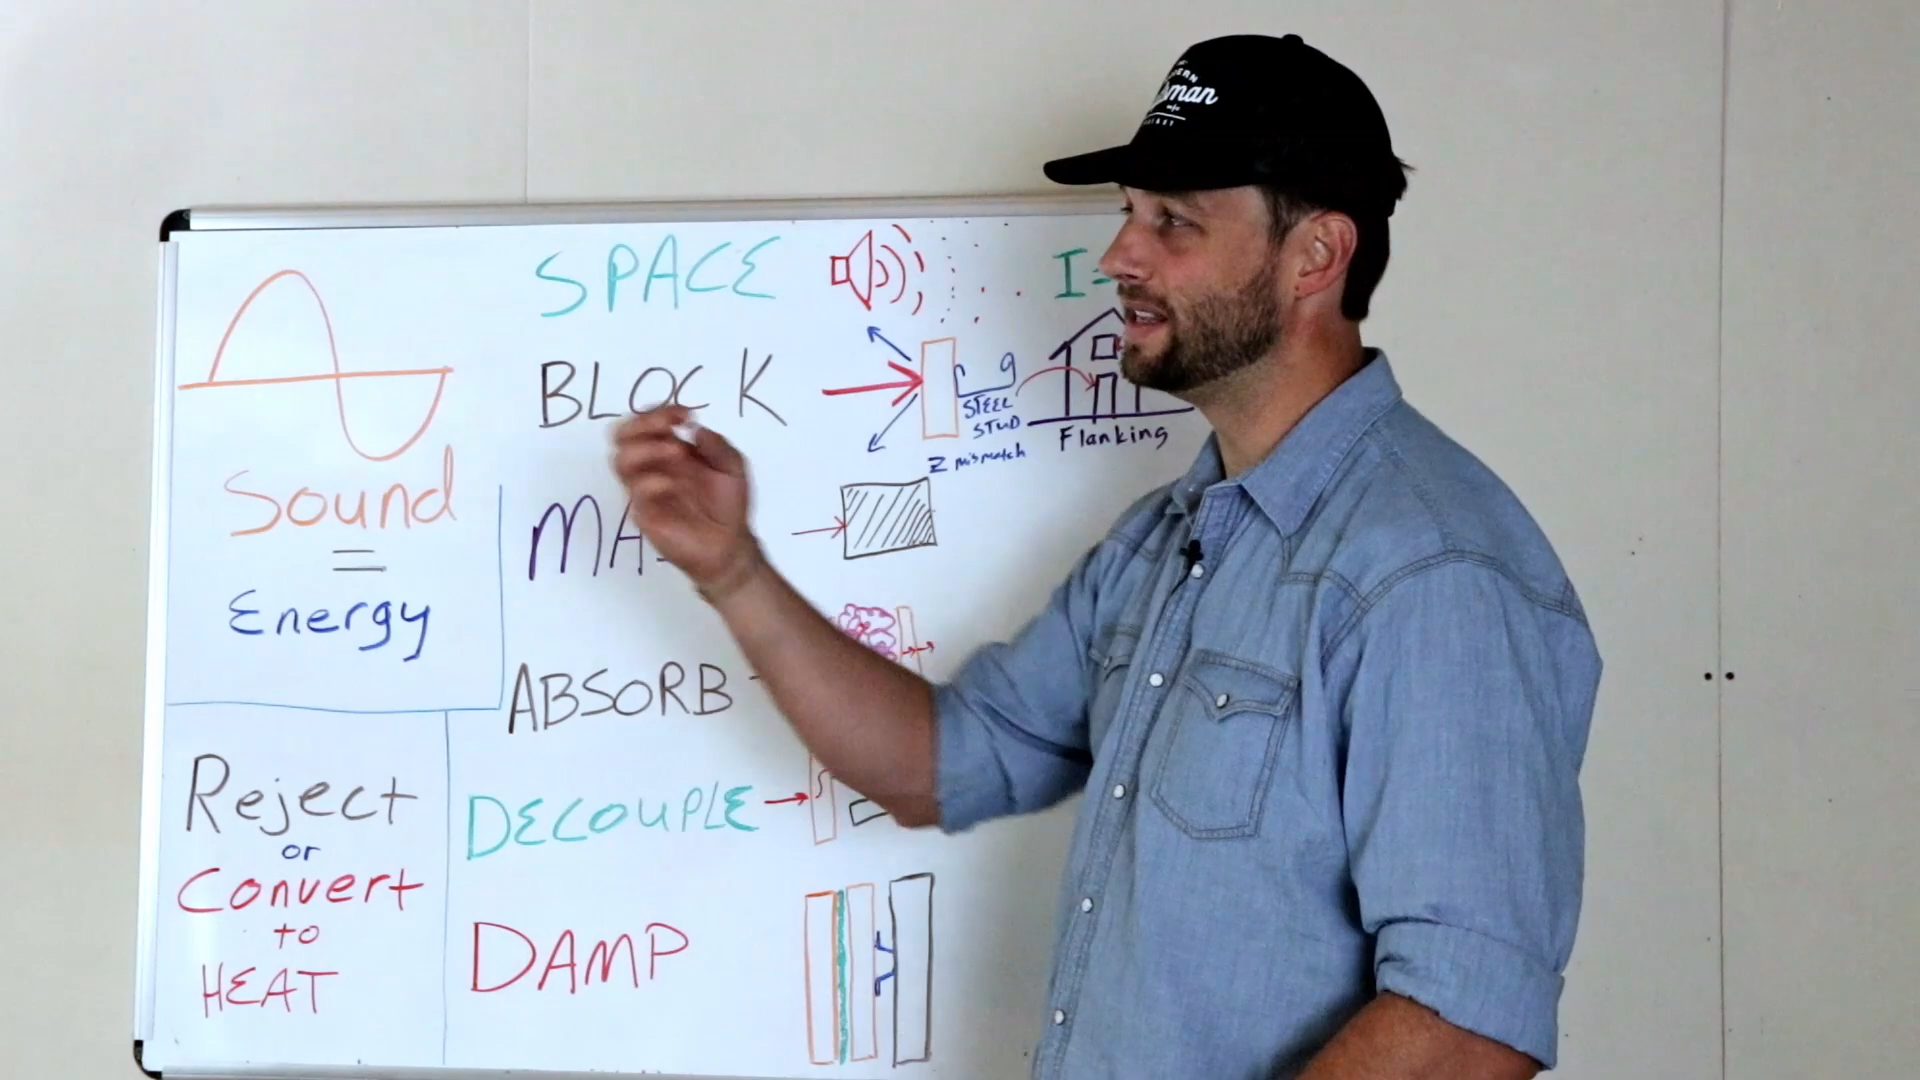 Sound
=
Energy
Reject
or
Convert
to
HEAT
SPACE
I=
BLOCK
STEEL
STUD
Z mismatch
Flanking
ABSORB
DECOUPLE
DAMP